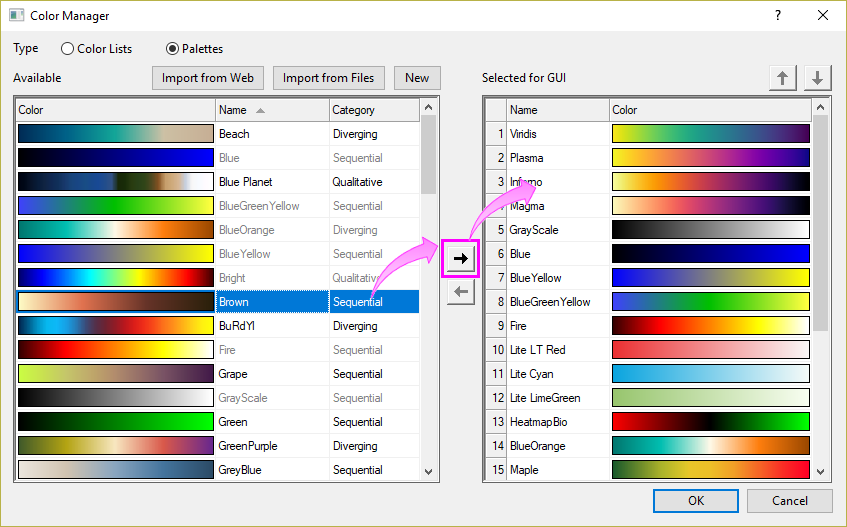 Color Manager
?
Type Color Lists Palettes
Available Import from Web Import from Files New
Selected for GUI
Color Name Category
Beach Diverging
Blue Sequential
Blue Planet Qualitative
BlueGreenYellow Sequential
BlueOrange Diverging
BlueYellow Sequential
Bright Qualitative
Brown Sequential
BuRdYl Diverging
Fire Sequential
Grape Sequential
GrayScale Sequential
Green Sequential
GreenPurple Diverging
GreyBlue Sequential
Name Color
1 Viridis
2 Plasma
3 Inferno
4 Magma
5 GrayScale
6 Blue
7 BlueYellow
8 BlueGreenYellow
9 Fire
10 Lite LT Red
11 Lite Cyan
12 Lite LimeGreen
13 HeatmapBio
14 BlueOrange
15 Maple
OK Cancel